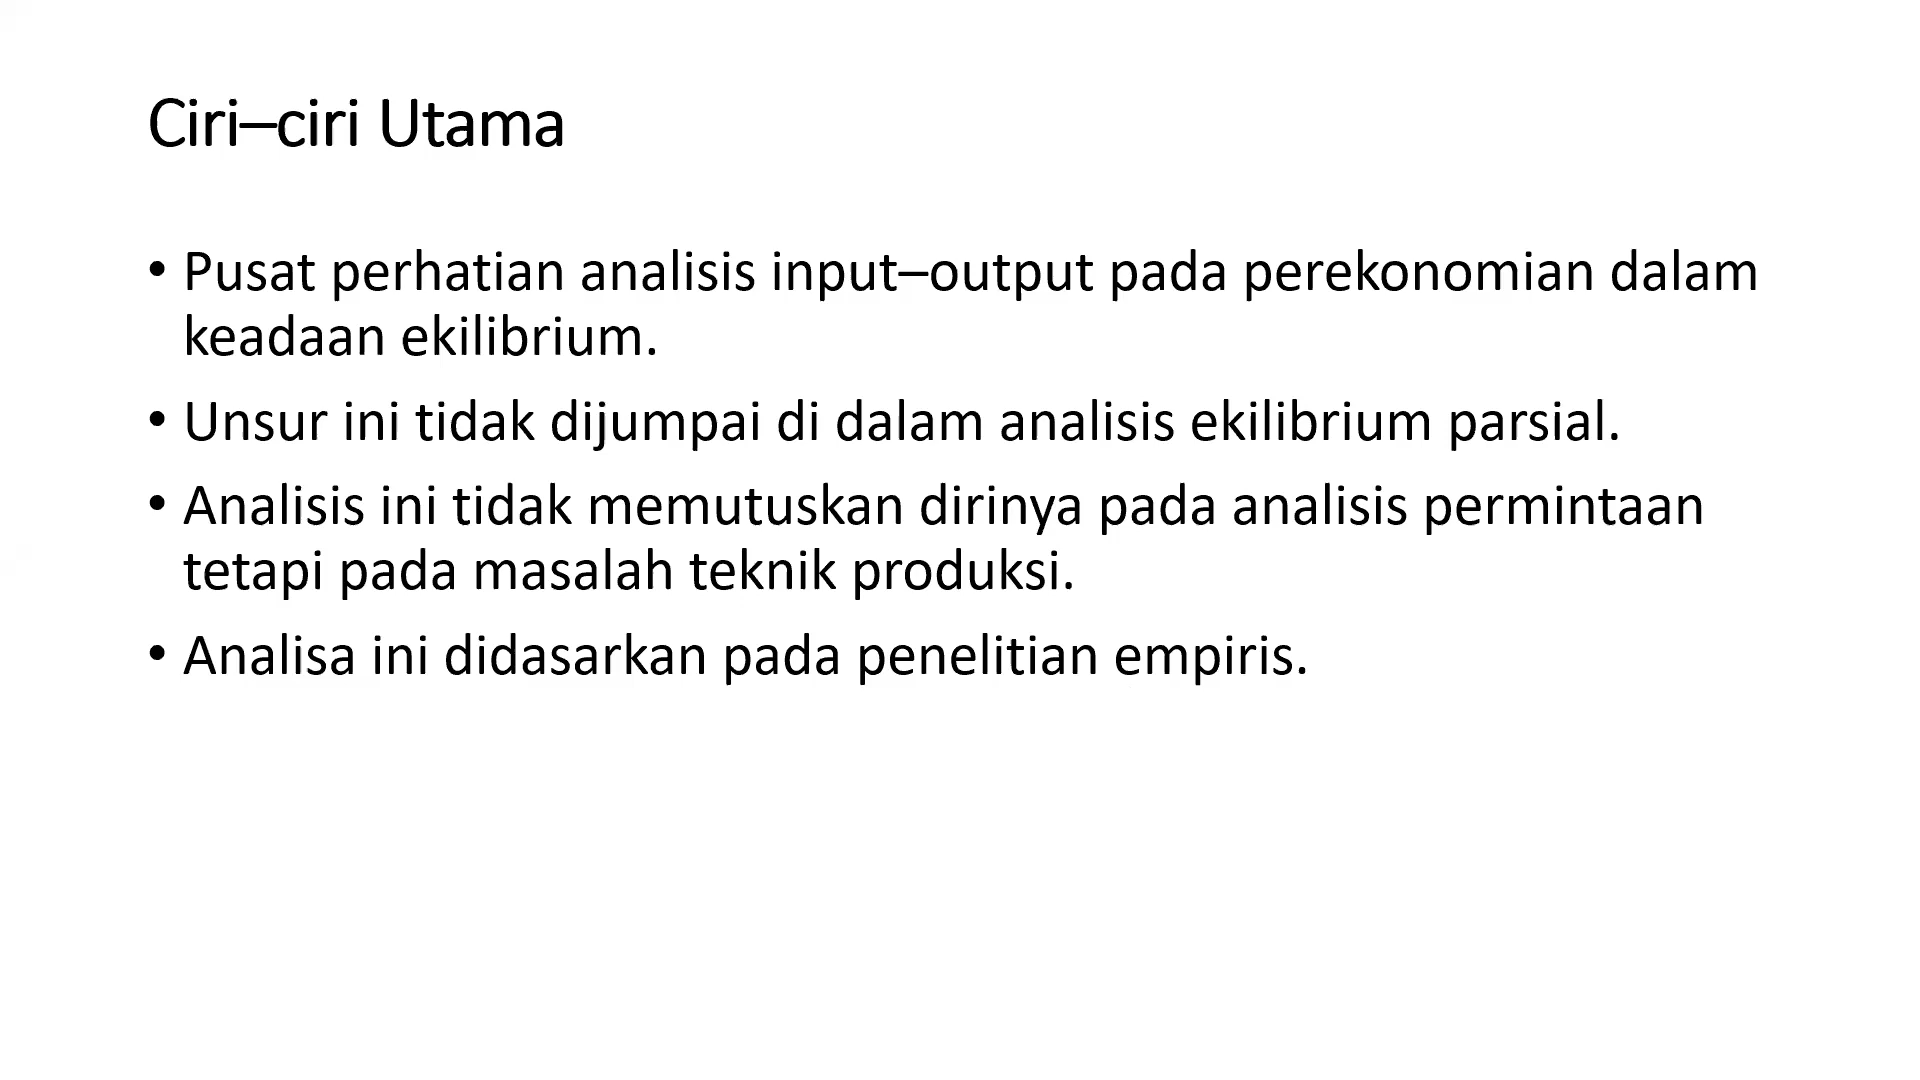 Ciri–ciri Utama
• Pusat perhatian analisis input–output pada perekonomian dalam
keadaan ekilibrium.
• Unsur ini tidak dijumpai di dalam analisis ekilibrium parsial.
• Analisis ini tidak memutuskan dirinya pada analisis permintaan
tetapi pada masalah teknik produksi.
• Analisa ini didasarkan pada penelitian empiris.